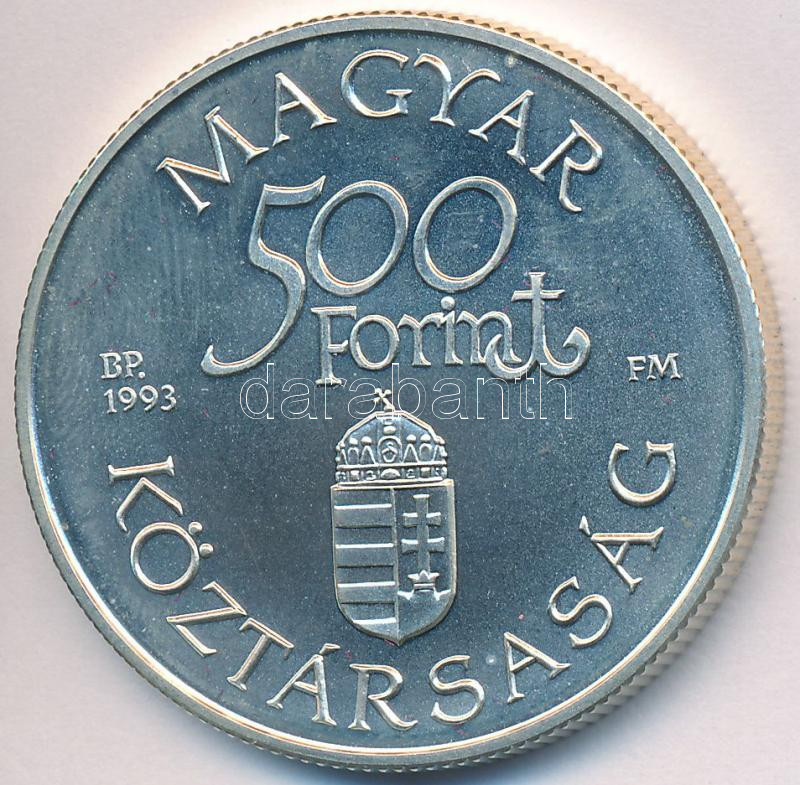 MAGYAR
500
Forint
BP.
1993
FM
darabanth
KÖZTÁRSASÁG